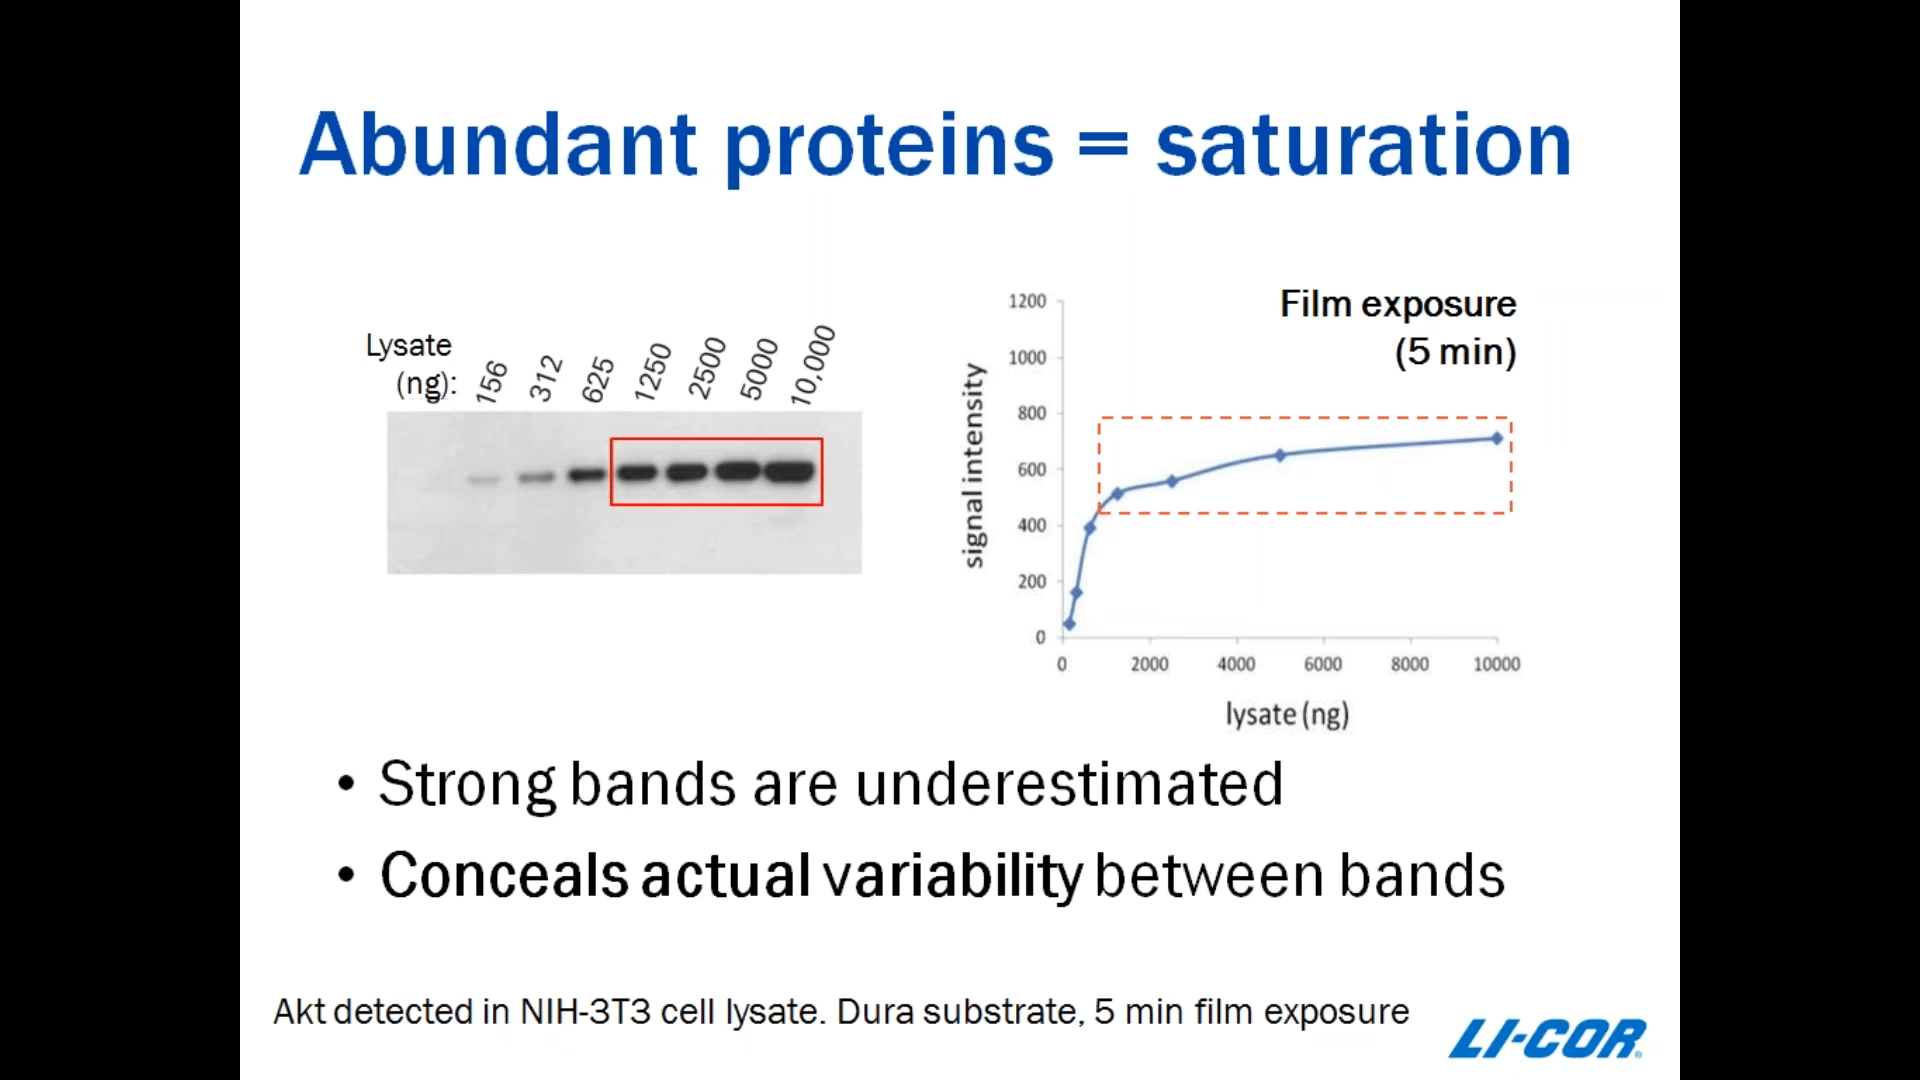 Abundant proteins = saturation
Lysate
(ng):
156
312
625
1250
2500
5000
10,000
Film exposure
(5 min)
signal intensity
1200
1000
800
600
400
200
0
0
2000
4000
6000
8000
10000
lysate (ng)
• Strong bands are underestimated
• Conceals actual variability between bands
Akt detected in NIH-3T3 cell lysate. Dura substrate, 5 min film exposure
LI-COR®